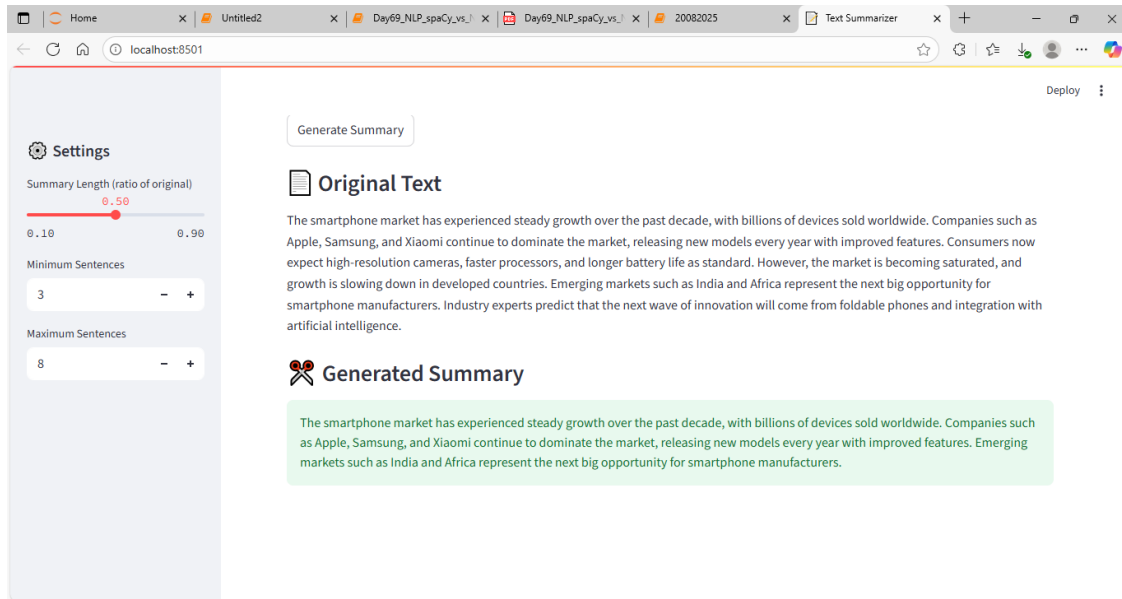 Home
Untitled2
Day69_NLP_spaCy_vs_
Day69_NLP_spaCy_vs_
20082025
Text Summarizer
localhost:8501
Deploy
Settings
Summary Length (ratio of original)
0.50
0.10 0.90
Minimum Sentences
3 - +
Maximum Sentences
8 - +
Generate Summary
Original Text
The smartphone market has experienced steady growth over the past decade, with billions of devices sold worldwide. Companies such as
Apple, Samsung, and Xiaomi continue to dominate the market, releasing new models every year with improved features. Consumers now
expect high-resolution cameras, faster processors, and longer battery life as standard. However, the market is becoming saturated, and
growth is slowing down in developed countries. Emerging markets such as India and Africa represent the next big opportunity for
smartphone manufacturers. Industry experts predict that the next wave of innovation will come from foldable phones and integration with
artificial intelligence.
Generated Summary
The smartphone market has experienced steady growth over the past decade, with billions of devices sold worldwide. Companies such
as Apple, Samsung, and Xiaomi continue to dominate the market, releasing new models every year with improved features. Emerging
markets such as India and Africa represent the next big opportunity for smartphone manufacturers.